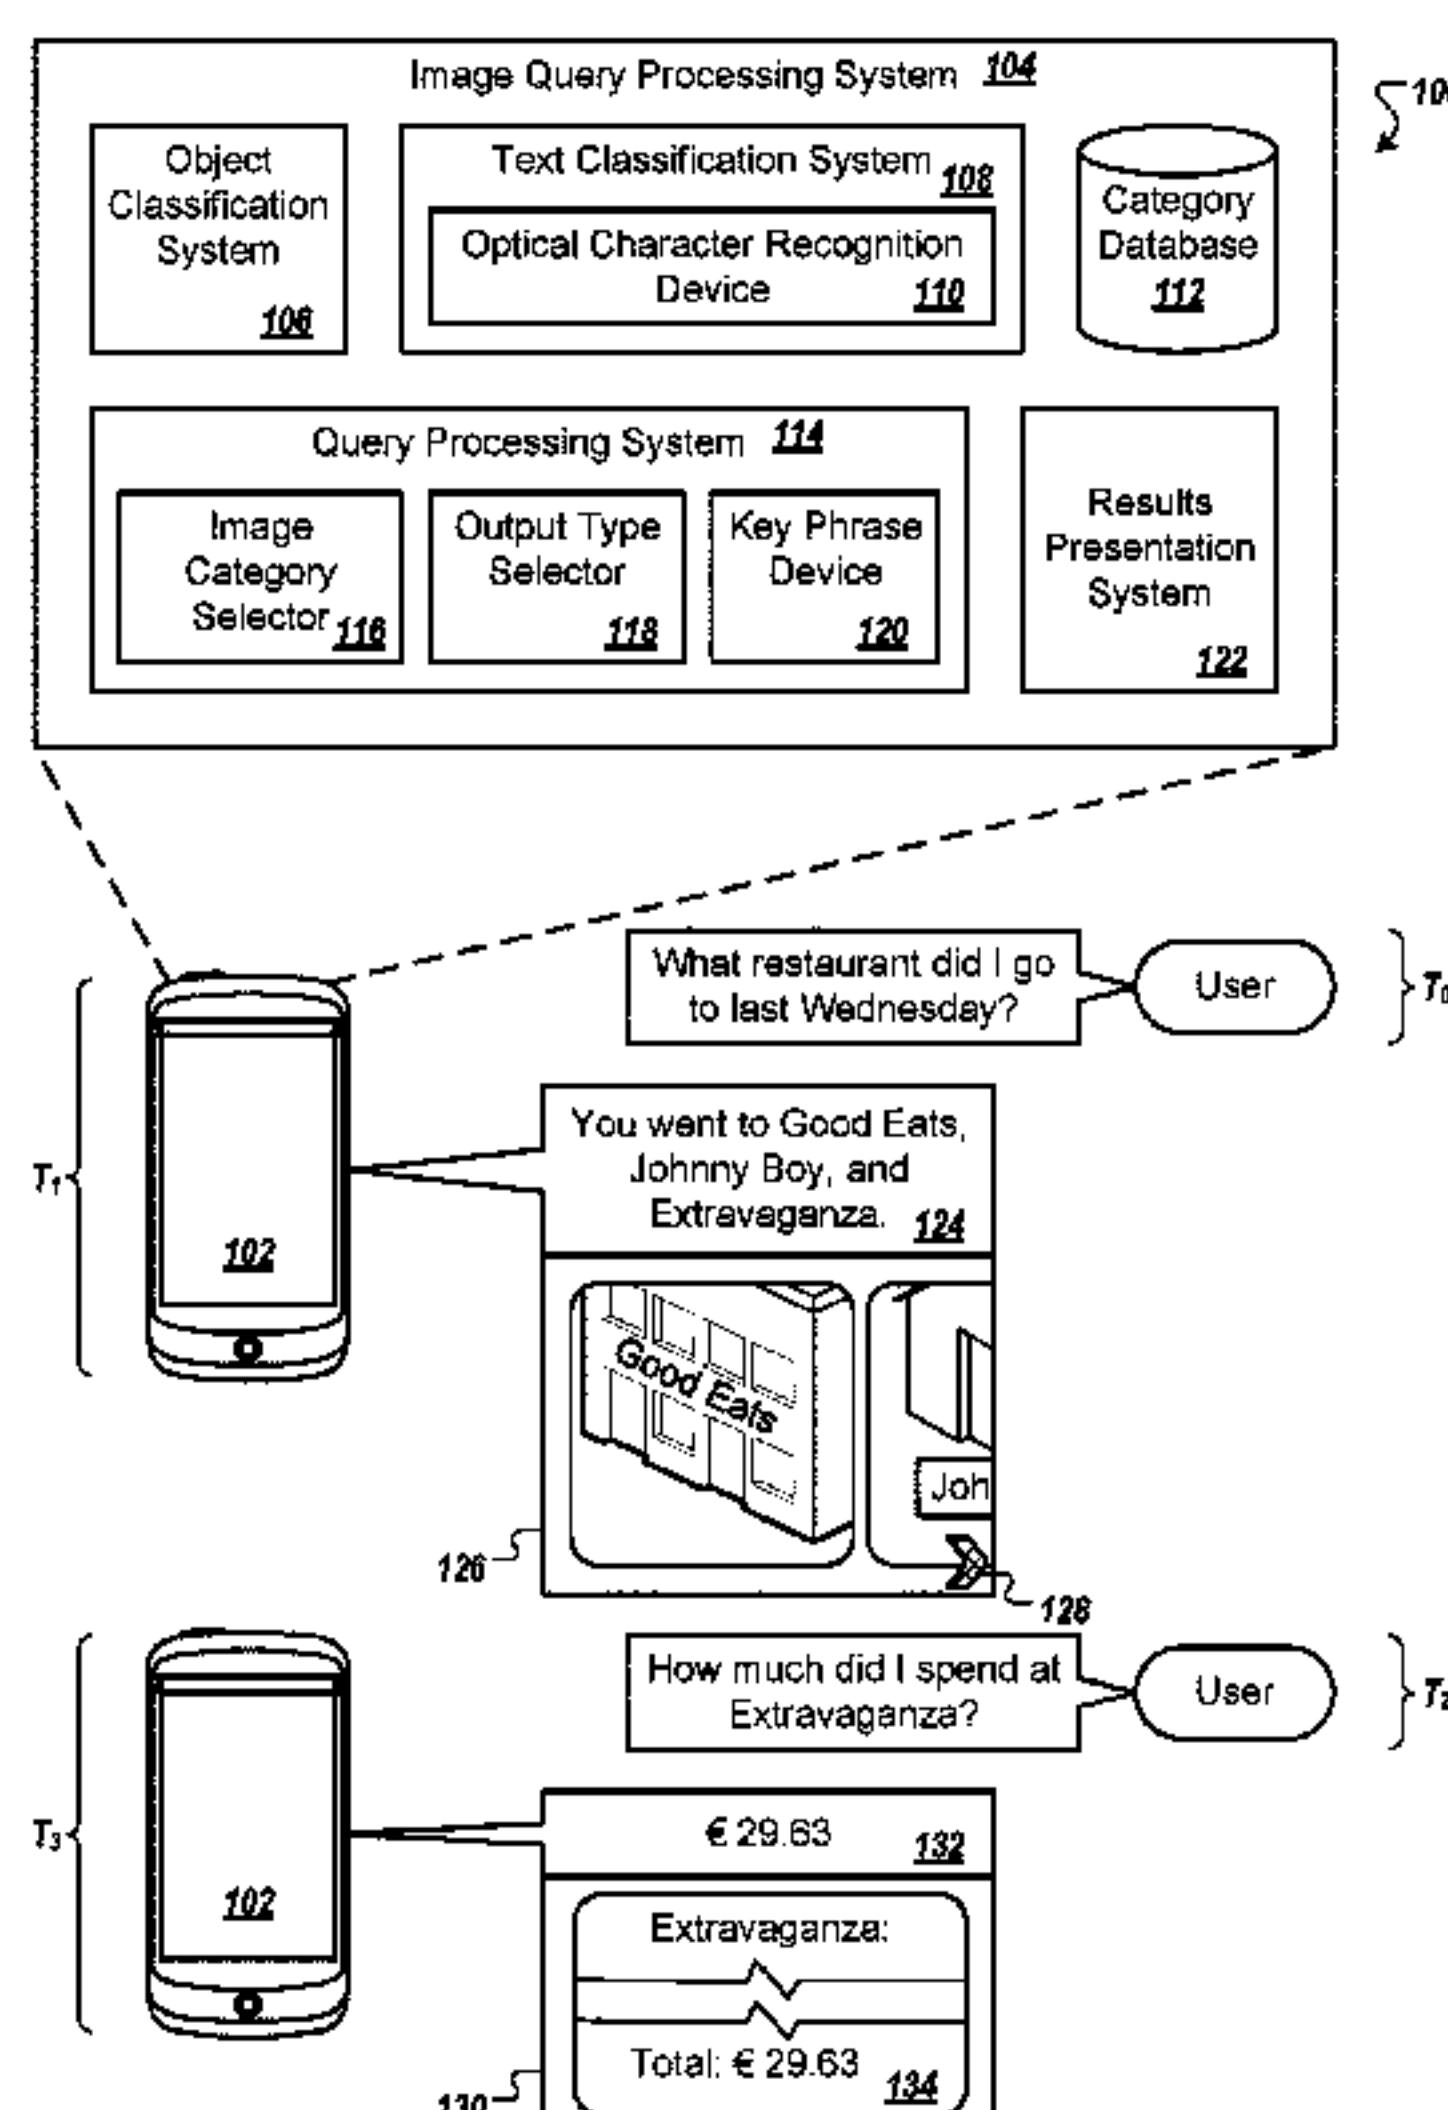 Image Query Processing System 104
Object
Classification
System
106
Text Classification System
108
Optical Character Recognition
Device 110
Category
Database
112
Query Processing System 114
Image
Category
Selector 116
Output Type
Selector
118
Key Phrase
Device
120
Results
Presentation
System
122
What restaurant did I go
to last Wednesday?
User
T₁
102
You went to Good Eats,
Johnny Boy, and
Extravaganza. 124
Good Eats
Joh
126
128
How much did I spend at
Extravaganza?
User
T₃
102
€ 29.63 132
Extravaganza:
Total: € 29.63
134
130